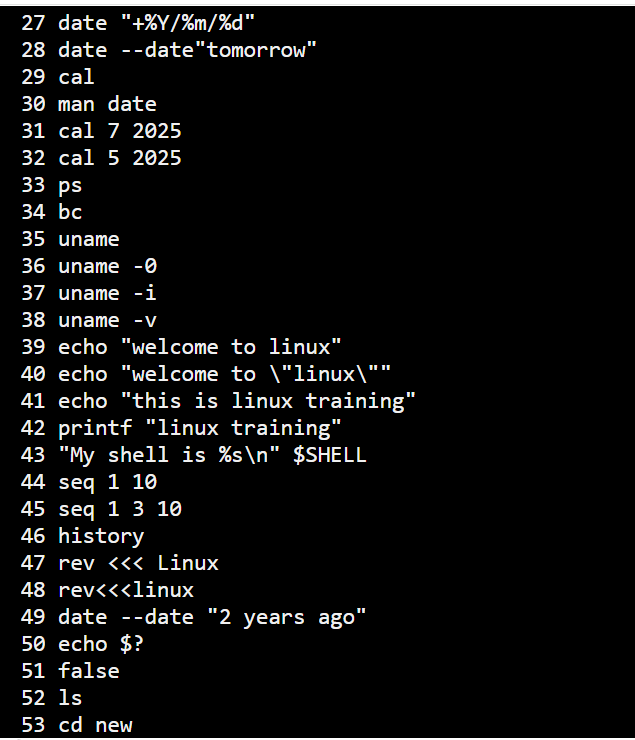 27 date "+%Y/%m/%d"
28 date --date"tomorrow"
29 cal
30 man date
31 cal 7 2025
32 cal 5 2025
33 ps
34 bc
35 uname
36 uname -0
37 uname -i
38 uname -v
39 echo "welcome to linux"
40 echo "welcome to \"linux\""
41 echo "this is linux training"
42 printf "linux training"
43 "My shell is %s\n" $SHELL
44 seq 1 10
45 seq 1 3 10
46 history
47 rev <<< Linux
48 rev<<<linux
49 date --date "2 years ago"
50 echo $?
51 false
52 ls
53 cd new